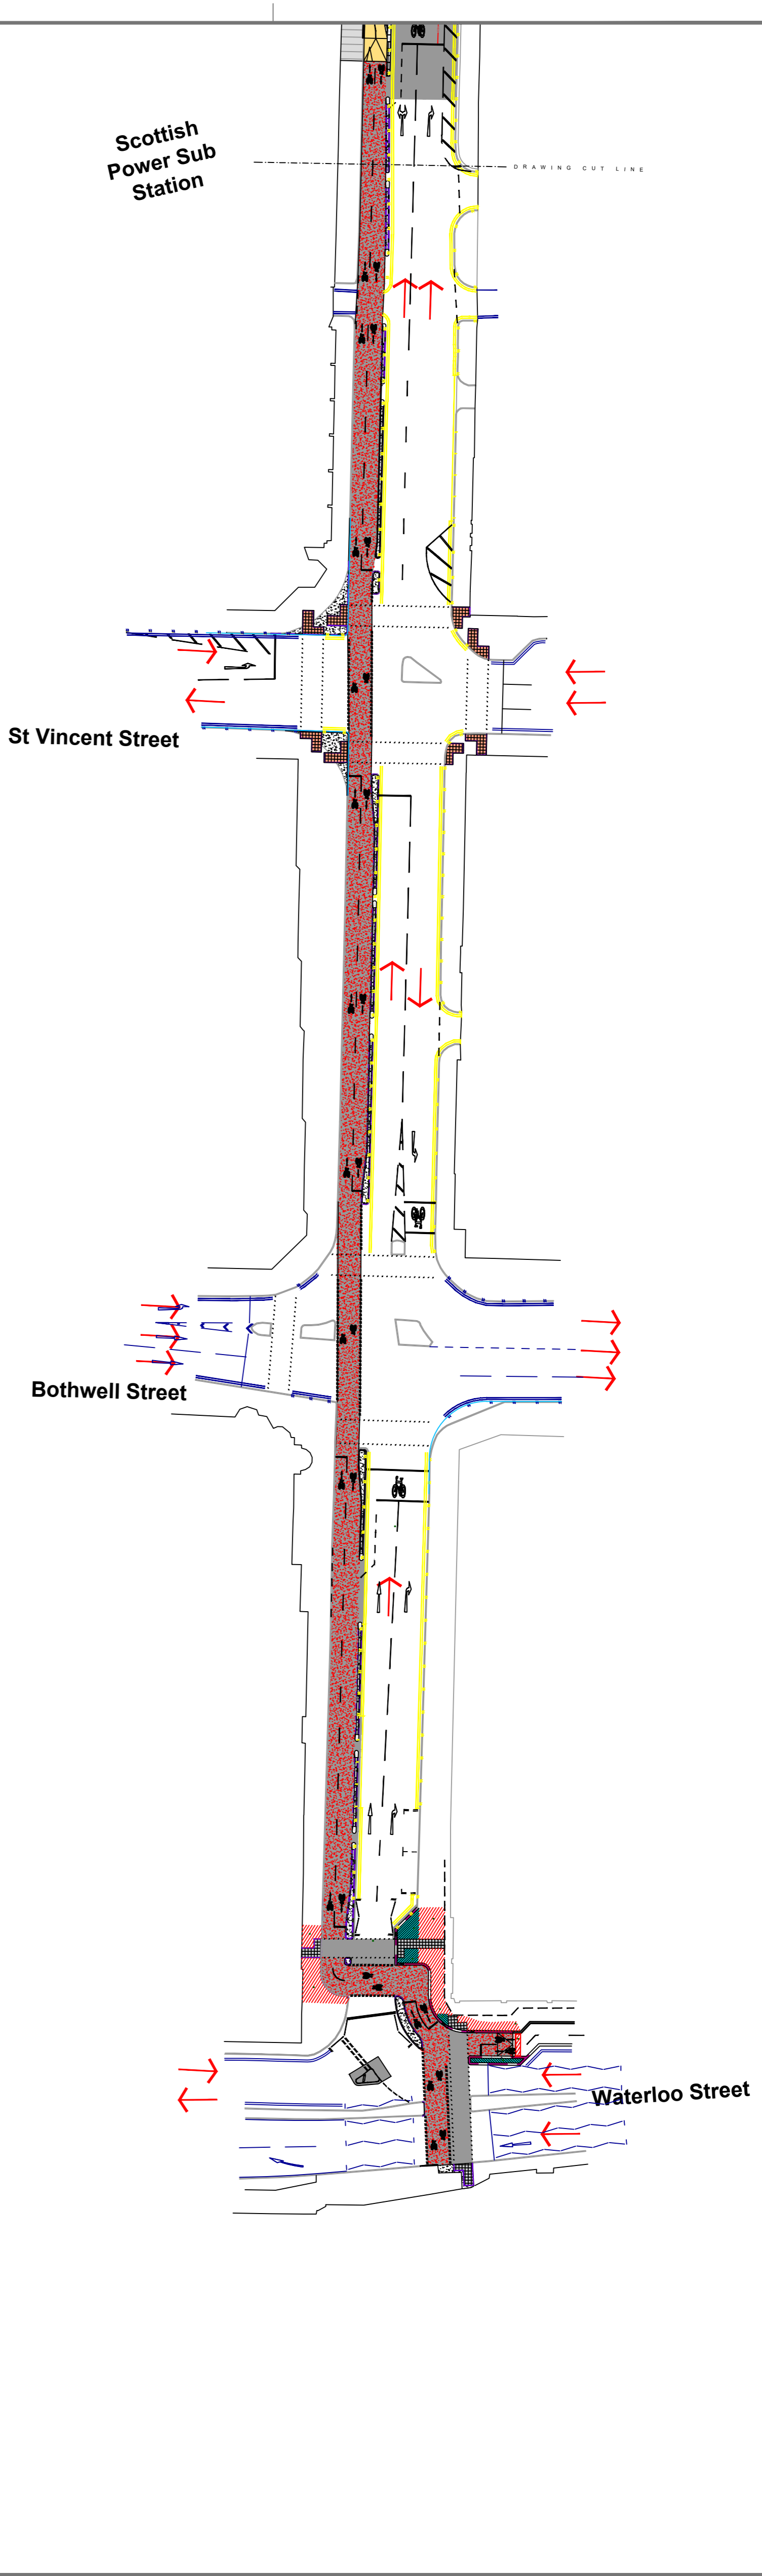 Scottish
Power Sub
Station
DRAWING CUT LINE
St Vincent Street
Bothwell Street
Waterloo Street